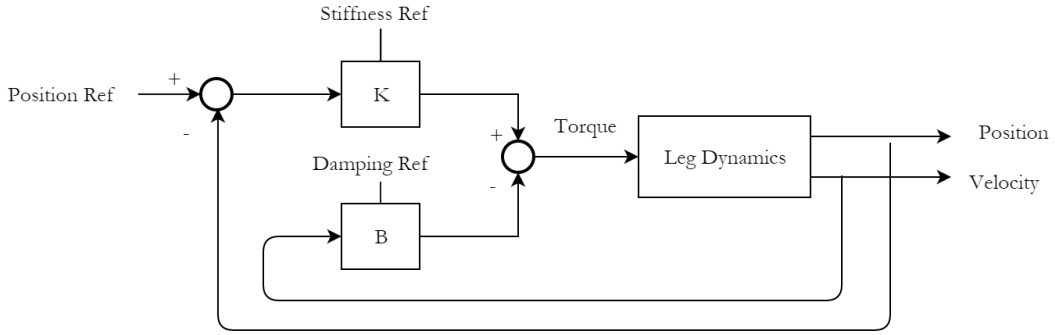 Stiffness Ref
Position Ref
+
-
K
Damping Ref
B
+
-
Torque
Leg Dynamics
Position
Velocity